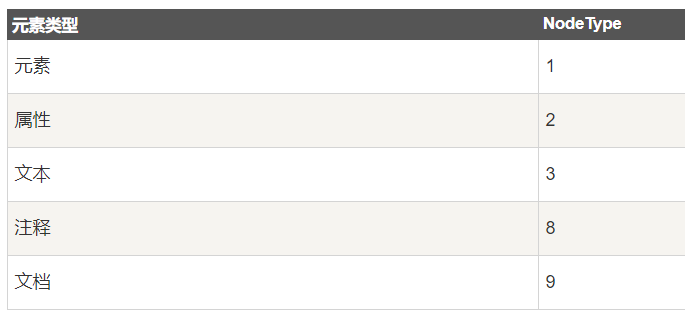 元素类型 NodeType
元素 1
属性 2
文本 3
注释 8
文档 9